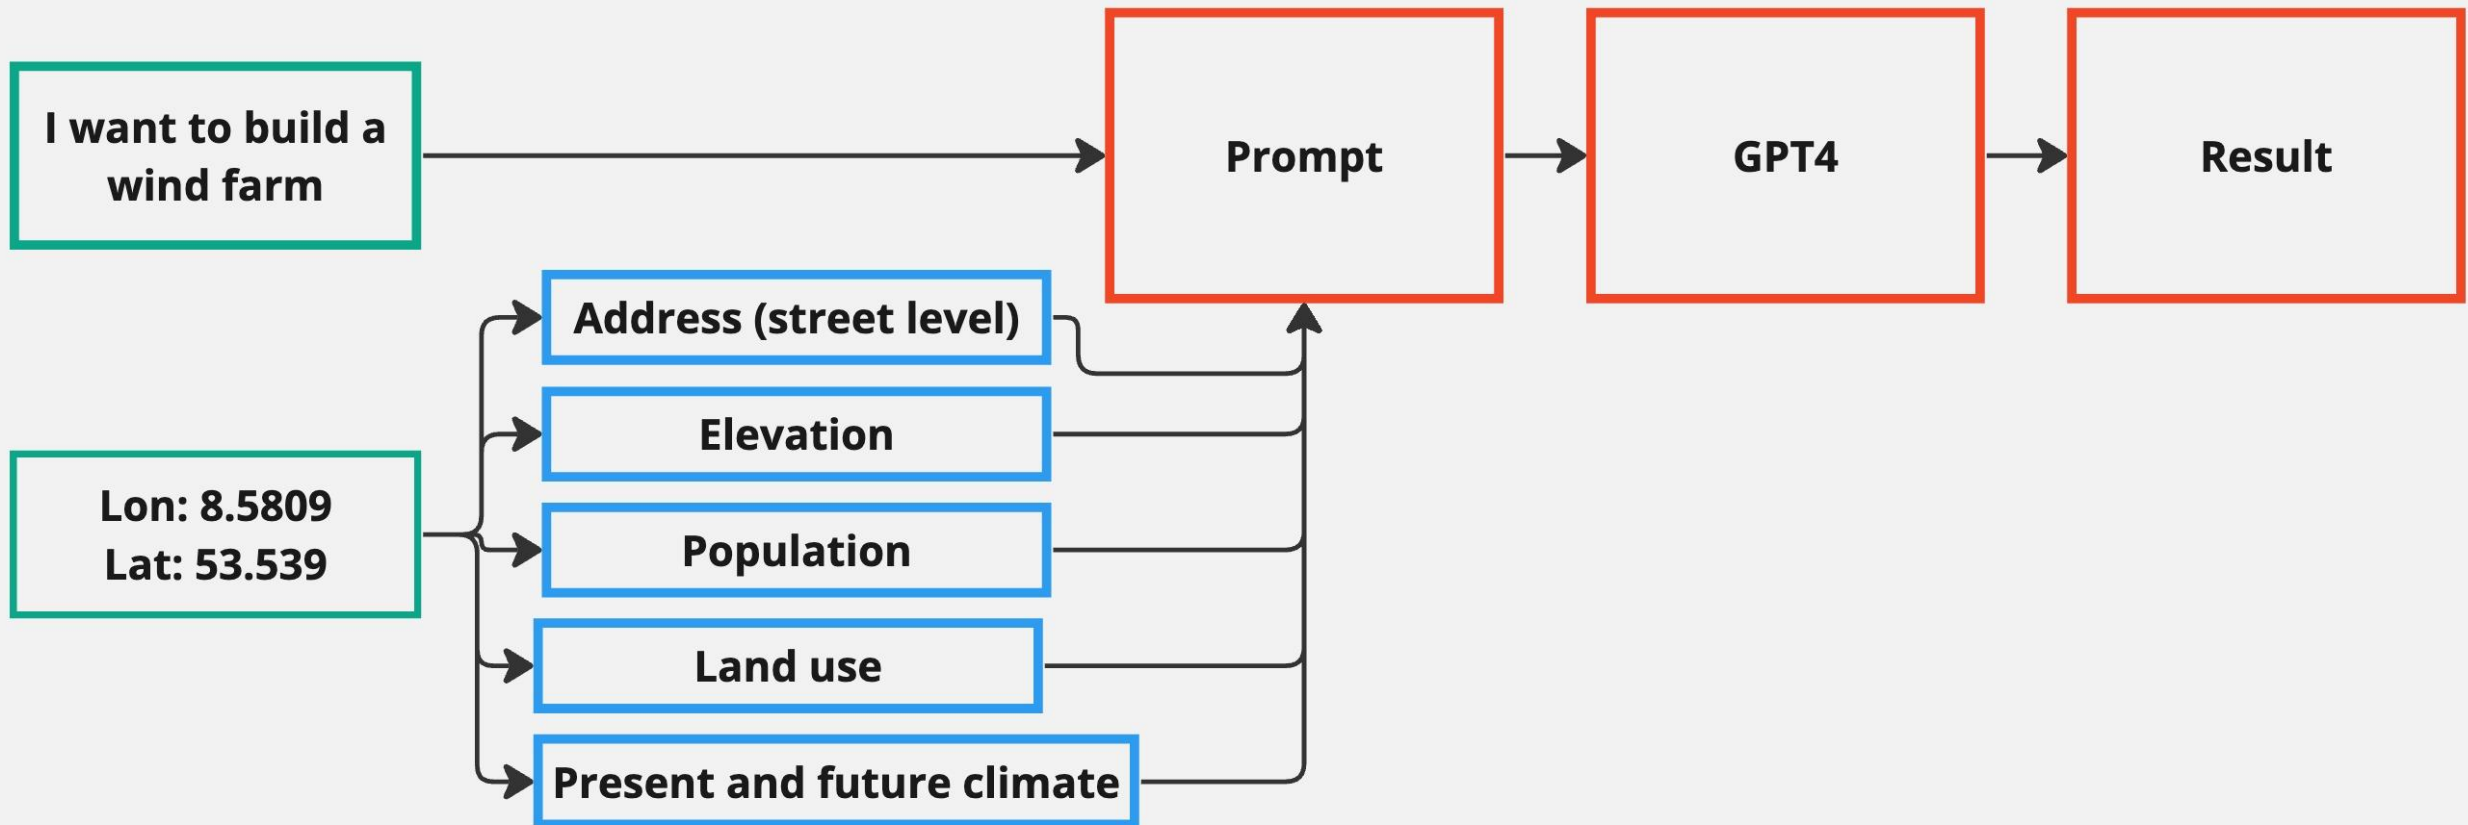 I want to build a
wind farm
Prompt
GPT4
Result
Address (street level)
Elevation
Lon: 8.5809
Lat: 53.539
Population
Land use
Present and future climate